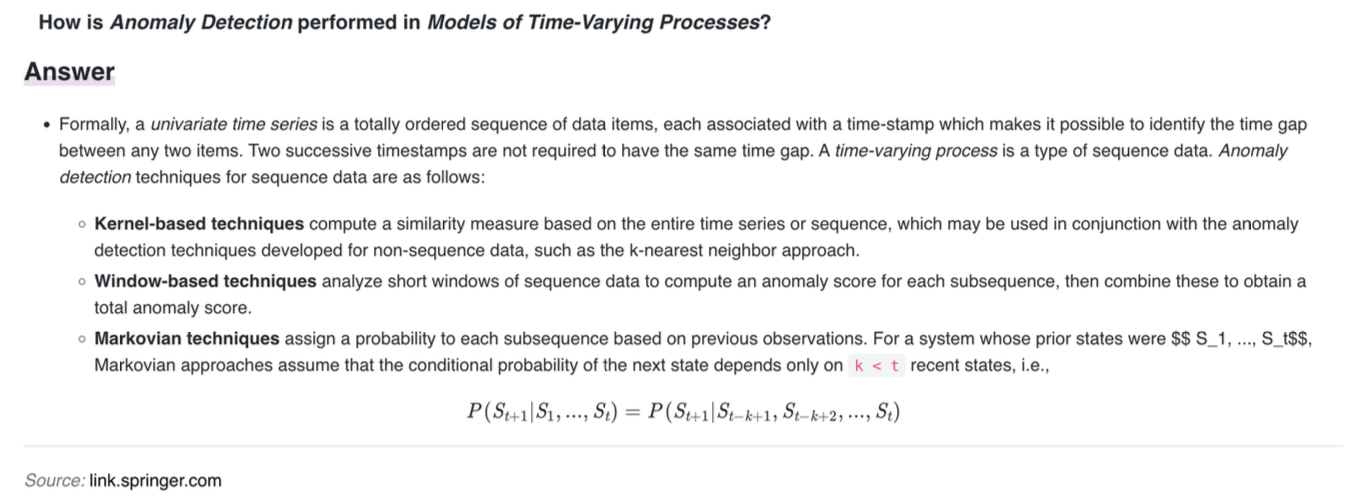 How is Anomaly Detection performed in Models of Time-Varying Processes?
Answer
• Formally, a univariate time series is a totally ordered sequence of data items, each associated with a time-stamp which makes it possible to identify the time gap
between any two items. Two successive timestamps are not required to have the same time gap. A time-varying process is a type of sequence data. Anomaly
detection techniques for sequence data are as follows:
◦ Kernel-based techniques compute a similarity measure based on the entire time series or sequence, which may be used in conjunction with the anomaly
detection techniques developed for non-sequence data, such as the k-nearest neighbor approach.
◦ Window-based techniques analyze short windows of sequence data to compute an anomaly score for each subsequence, then combine these to obtain a
total anomaly score.
◦ Markovian techniques assign a probability to each subsequence based on previous observations. For a system whose prior states were $$ S_1, ..., S_t$$,
Markovian approaches assume that the conditional probability of the next state depends only on k < t recent states, i.e.,
P(S_{t+1}|S_1, ..., S_t) = P(S_{t+1}|S_{t−k+1}, S_{t−k+2}, ..., S_t)
Source: link.springer.com